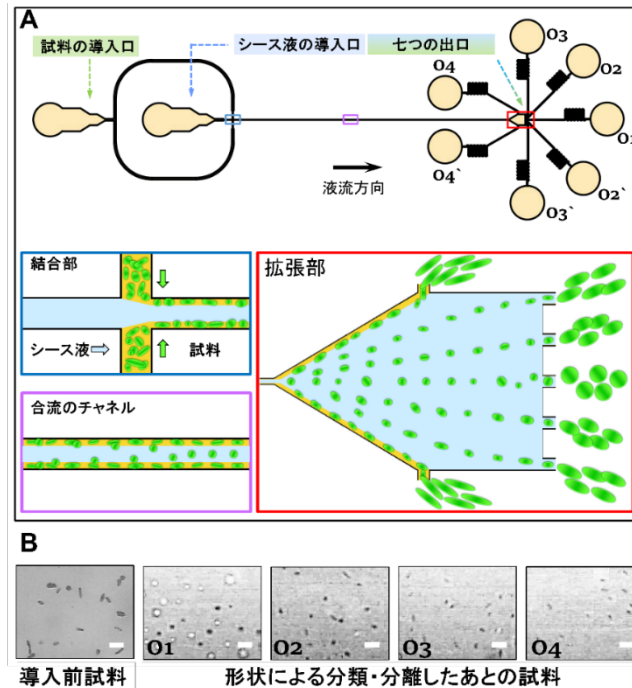 A
試料の導入口
シース液の導入口
七つの出口
O3
O2
O4
O1
O4`
O2`
O3`
液流方向
結合部
シース液
試料
合流のチャネル
拡張部
B
O1
O2
O3
O4
導入前試料
形状による分類・分離したあとの試料